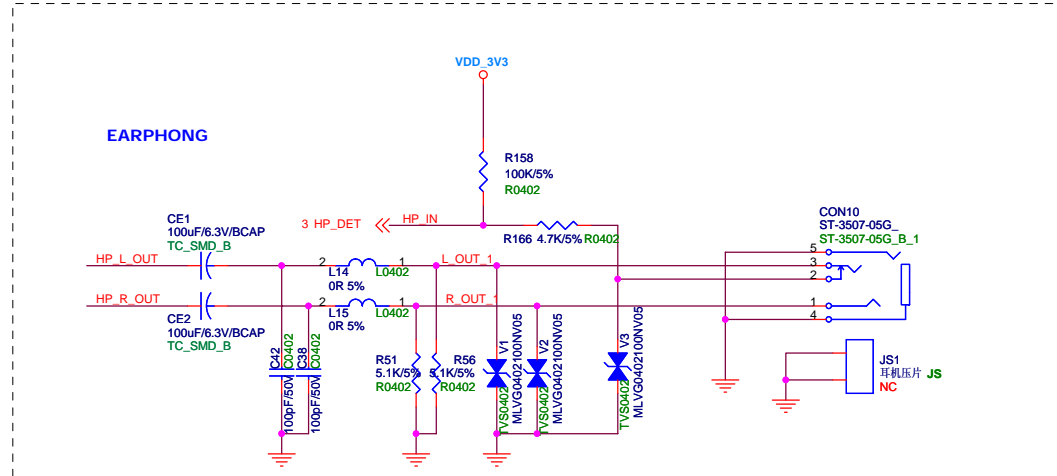 VDD_3V3
EARPHONG
R158
100K/5%
R0402
3 HP_DET
HP_IN
R166 4.7K/5% R0402
CE1
100uF/6.3V/BCAP
TC_SMD_B
HP_L_OUT
2
L14
0R 5%
1
L0402
L_OUT_1
HP_R_OUT
CE2
100uF/6.3V/BCAP
TC_SMD_B
2
L15
0R 5%
1
L0402
R_OUT_1
CON10
ST-3507-05G_
ST-3507-05G_B_1
5
3
2
1
4
C42
C0402
100pF/50V
C38
C0402
100pF/50V
R51
5.1K/5%
R0402
R56
5.1K/5%
R0402
V1
MLVG0402100NV05
TVS0402
V2
MLVG0402100NV05
TVS0402
V3
MLVG0402100NV05
TVS0402
JS1
耳机压片 JS
NC